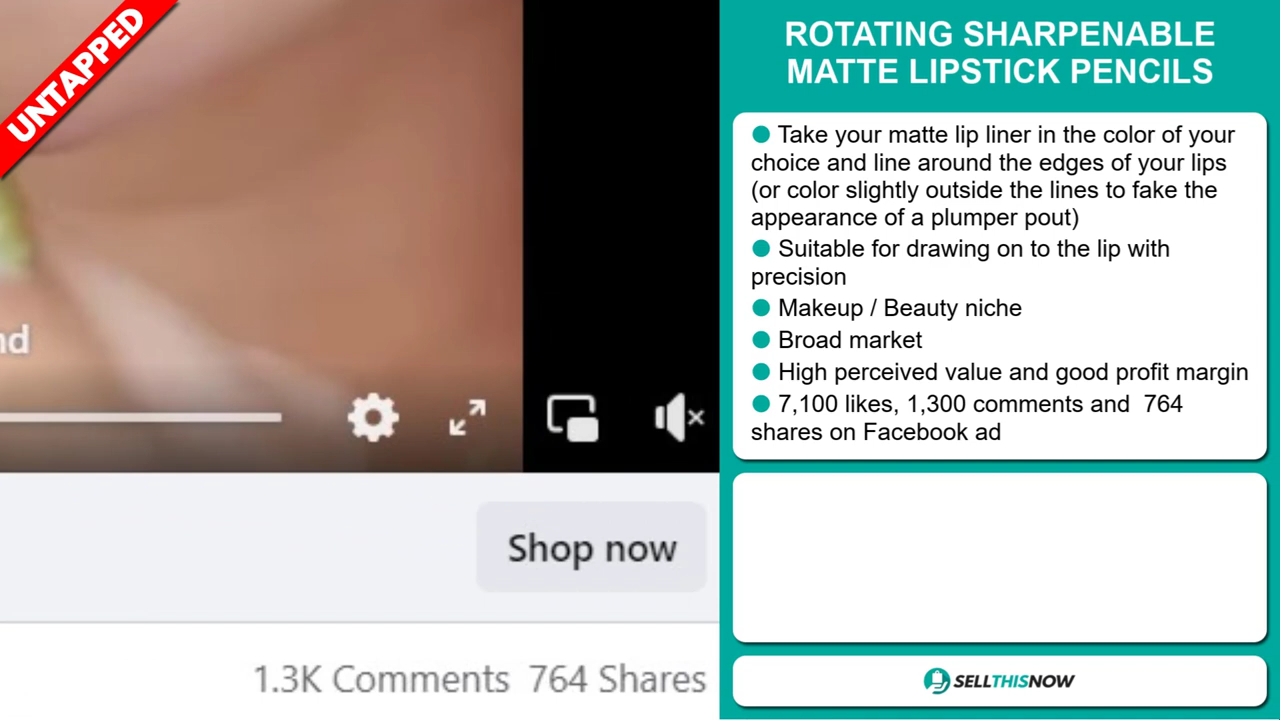 UNTAPPED
nd
Shop now
1.3K Comments 764 Shares
ROTATING SHARPENABLE
MATTE LIPSTICK PENCILS
● Take your matte lip liner in the color of your
choice and line around the edges of your lips
(or color slightly outside the lines to fake the
appearance of a plumper pout)
● Suitable for drawing on to the lip with
precision
● Makeup / Beauty niche
● Broad market
● High perceived value and good profit margin
● 7,100 likes, 1,300 comments and  764
shares on Facebook ad
SELLTHISNOW